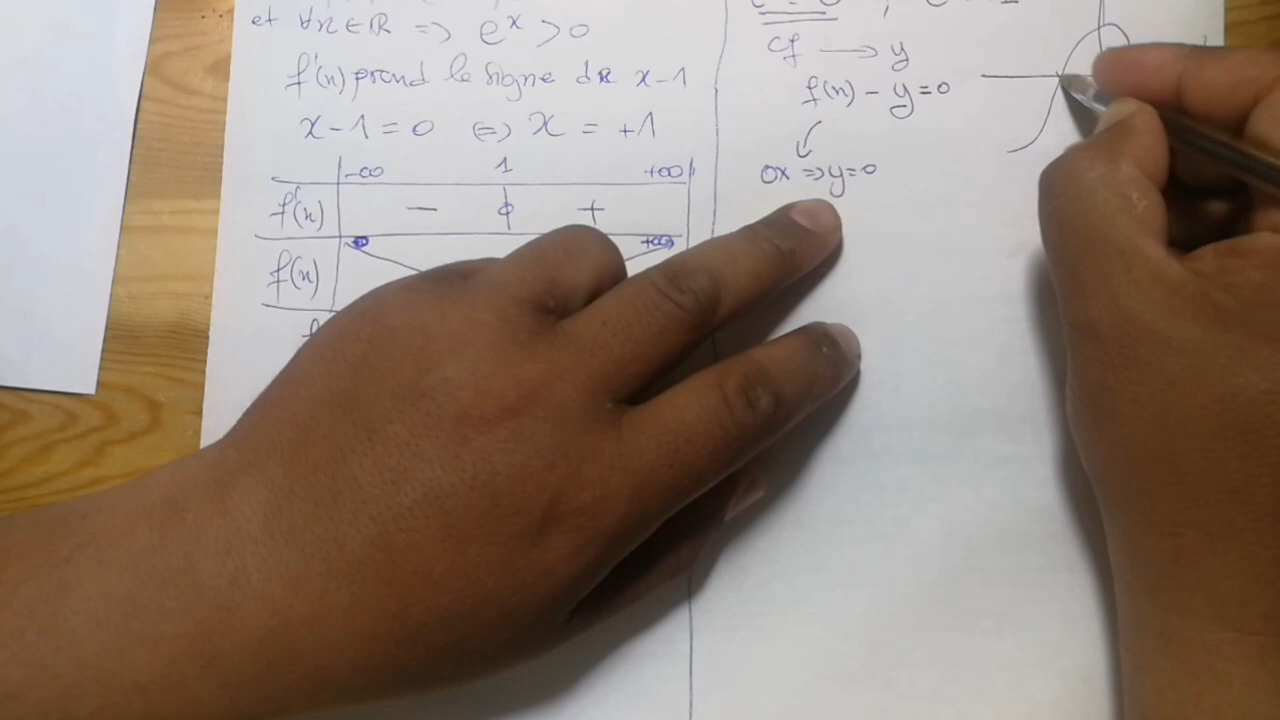 et ∀x∈ℝ => eˣ > 0
f'(x) prend le signe de x-1
x-1=0 <=> x = +1
-∞ 1 +∞
f'(x) - 0 +
+∞
f(x)
Cf → y
f(x) - y=0
ox => y=0